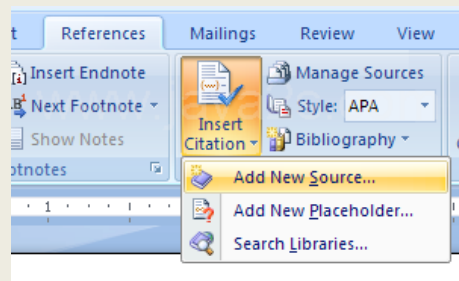 References Mailings Review View
Insert Endnote
Next Footnote
Show Notes
Insert
Citation
Manage Sources
Style: APA
Bibliography
Add New Source...
Add New Placeholder...
Search Libraries...
1